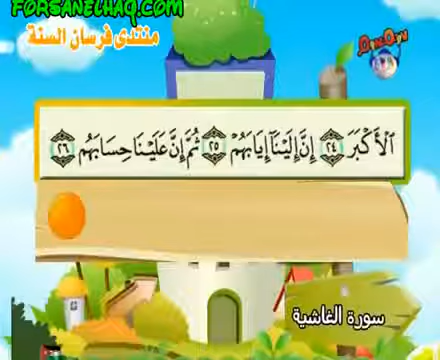 FORSANELHAQ.COM
منتدى فرسان السنة
ٱلۡأَكۡبَرَ ٢٤ إِنَّ إِلَيۡنَآ إِيَابَهُمۡ ٢٥ ثُمَّ إِنَّ عَلَيۡنَا حِسَابَهُم ٢٦
سورة الغاشية